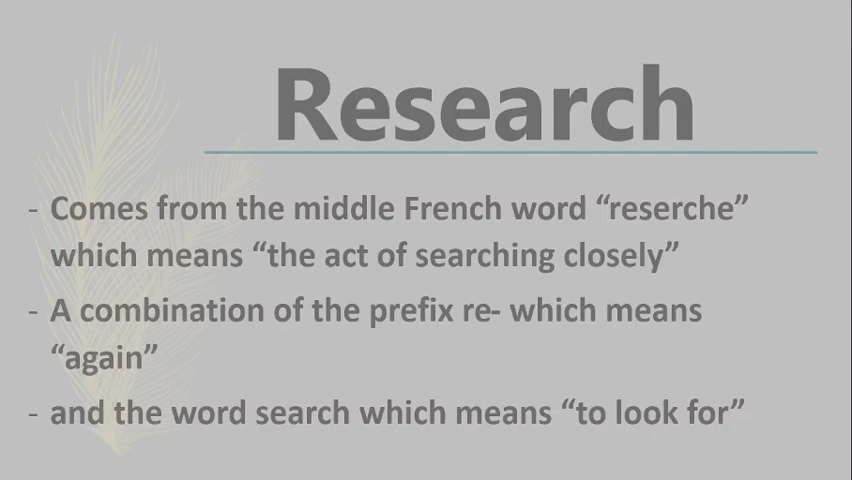 Research
- Comes from the middle French word “reserche”
which means “the act of searching closely”
- A combination of the prefix re- which means
“again”
- and the word search which means “to look for”